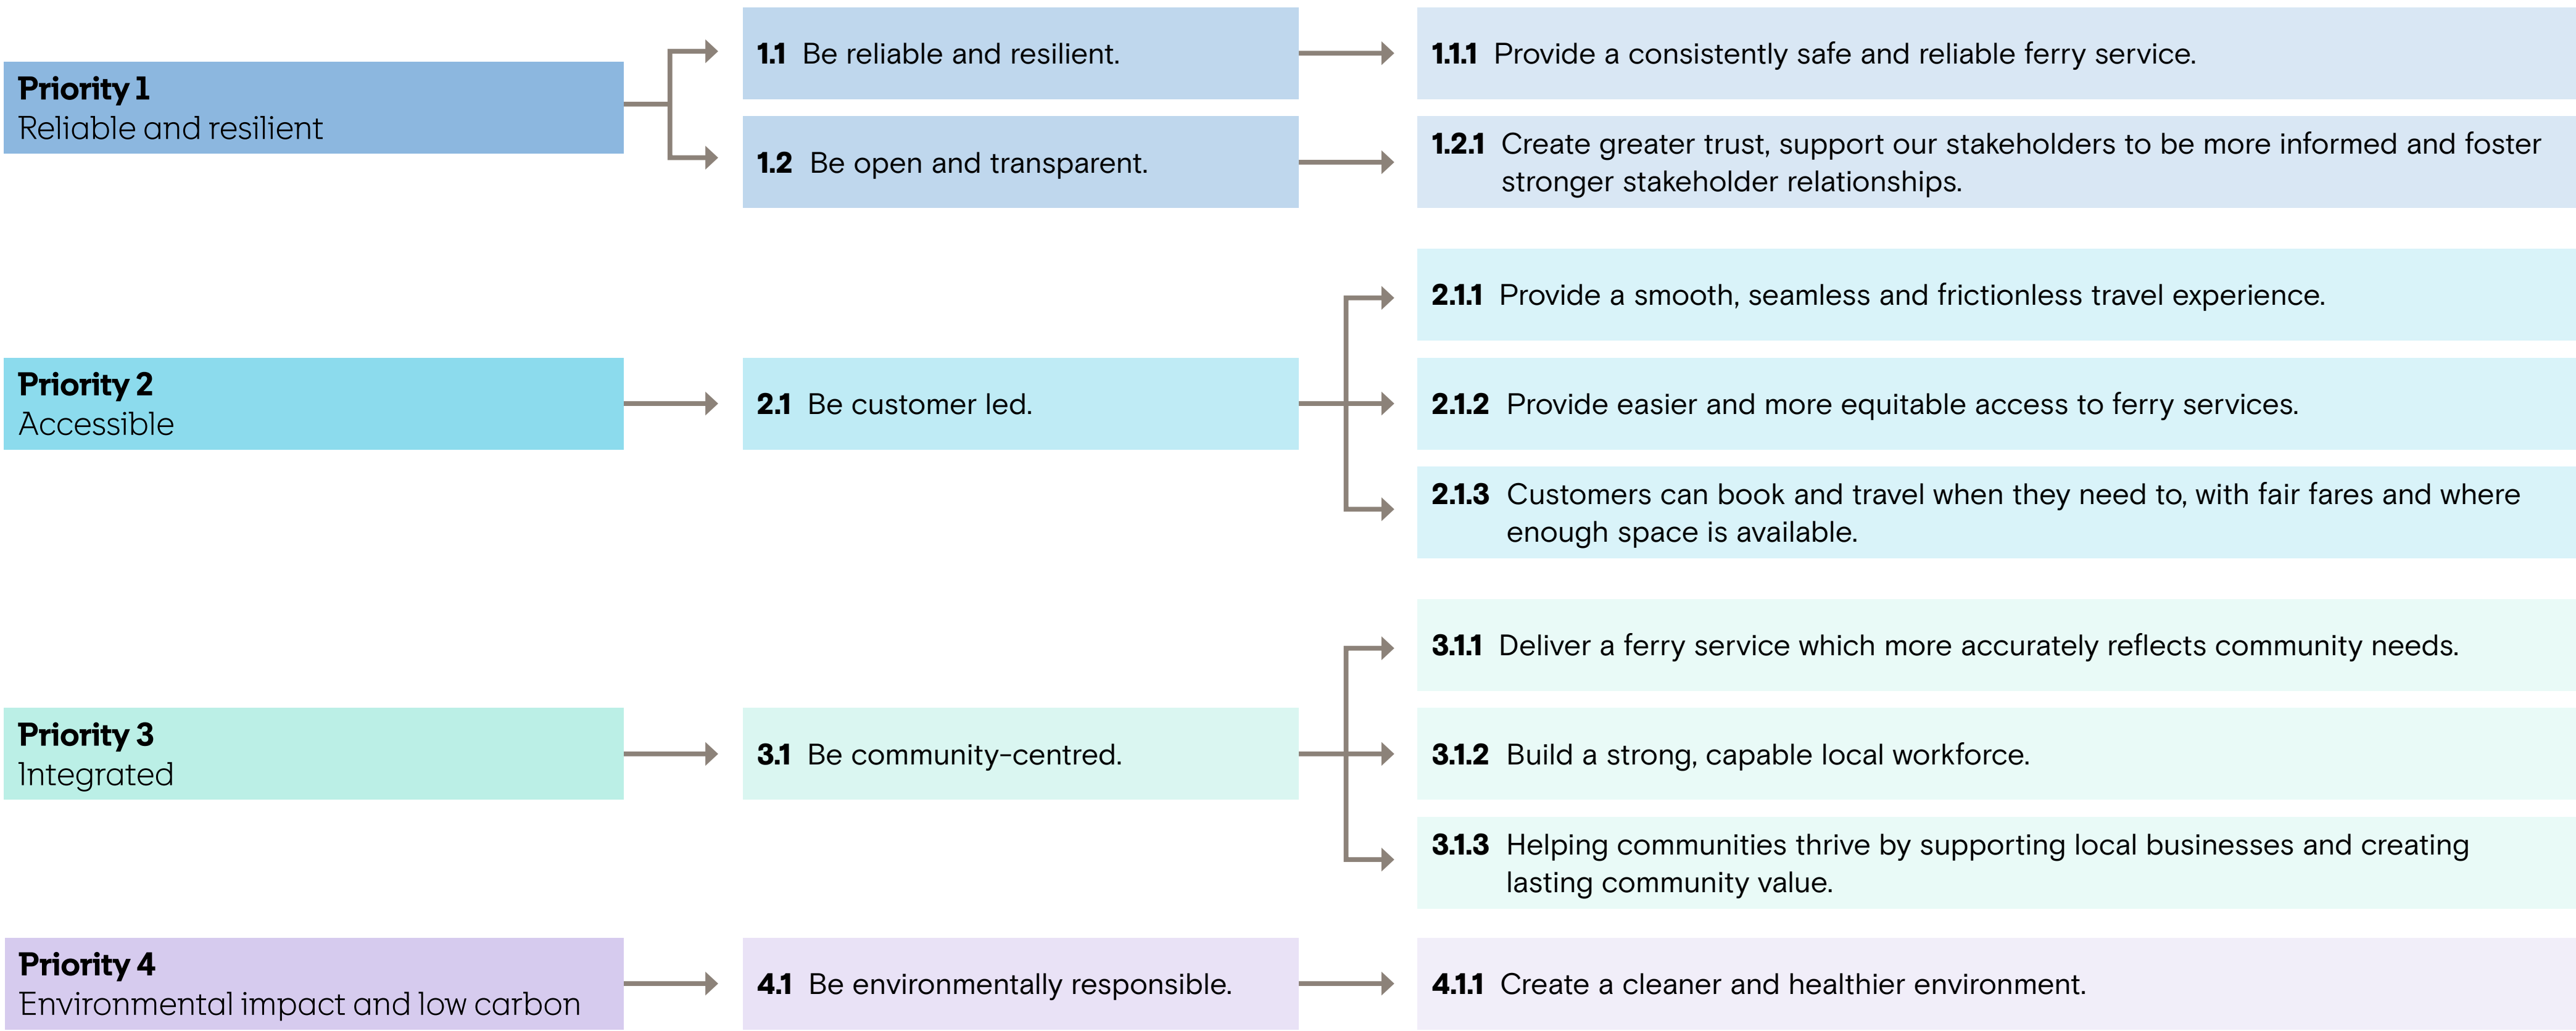 Priority 1
Reliable and resilient
1.1 Be reliable and resilient.
1.1.1 Provide a consistently safe and reliable ferry service.
1.2 Be open and transparent.
1.2.1 Create greater trust, support our stakeholders to be more informed and foster
stronger stakeholder relationships.
Priority 2
Accessible
2.1 Be customer led.
2.1.1 Provide a smooth, seamless and frictionless travel experience.
2.1.2 Provide easier and more equitable access to ferry services.
2.1.3 Customers can book and travel when they need to, with fair fares and where
enough space is available.
Priority 3
Integrated
3.1 Be community-centred.
3.1.1 Deliver a ferry service which more accurately reflects community needs.
3.1.2 Build a strong, capable local workforce.
3.1.3 Helping communities thrive by supporting local businesses and creating
lasting community value.
Priority 4
Environmental impact and low carbon
4.1 Be environmentally responsible.
4.1.1 Create a cleaner and healthier environment.